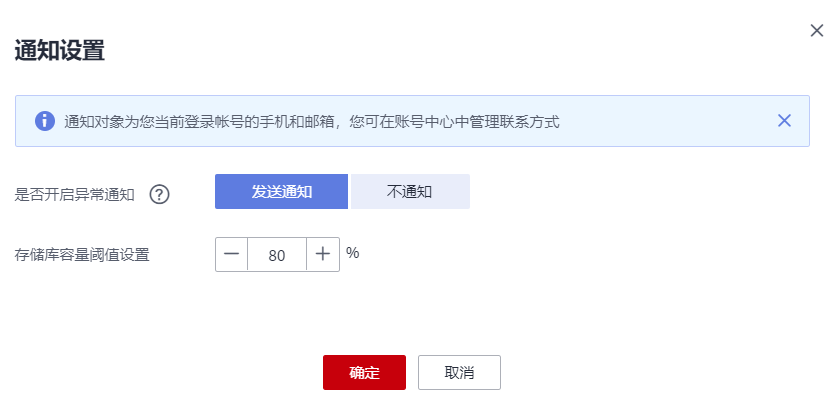 通知设置
通知对象为您当前登录帐号的手机和邮箱，您可在账号中心中管理联系方式
是否开启异常通知 ? 发送通知 不通知
存储库容量阈值设置 — 80 + %
确定 取消